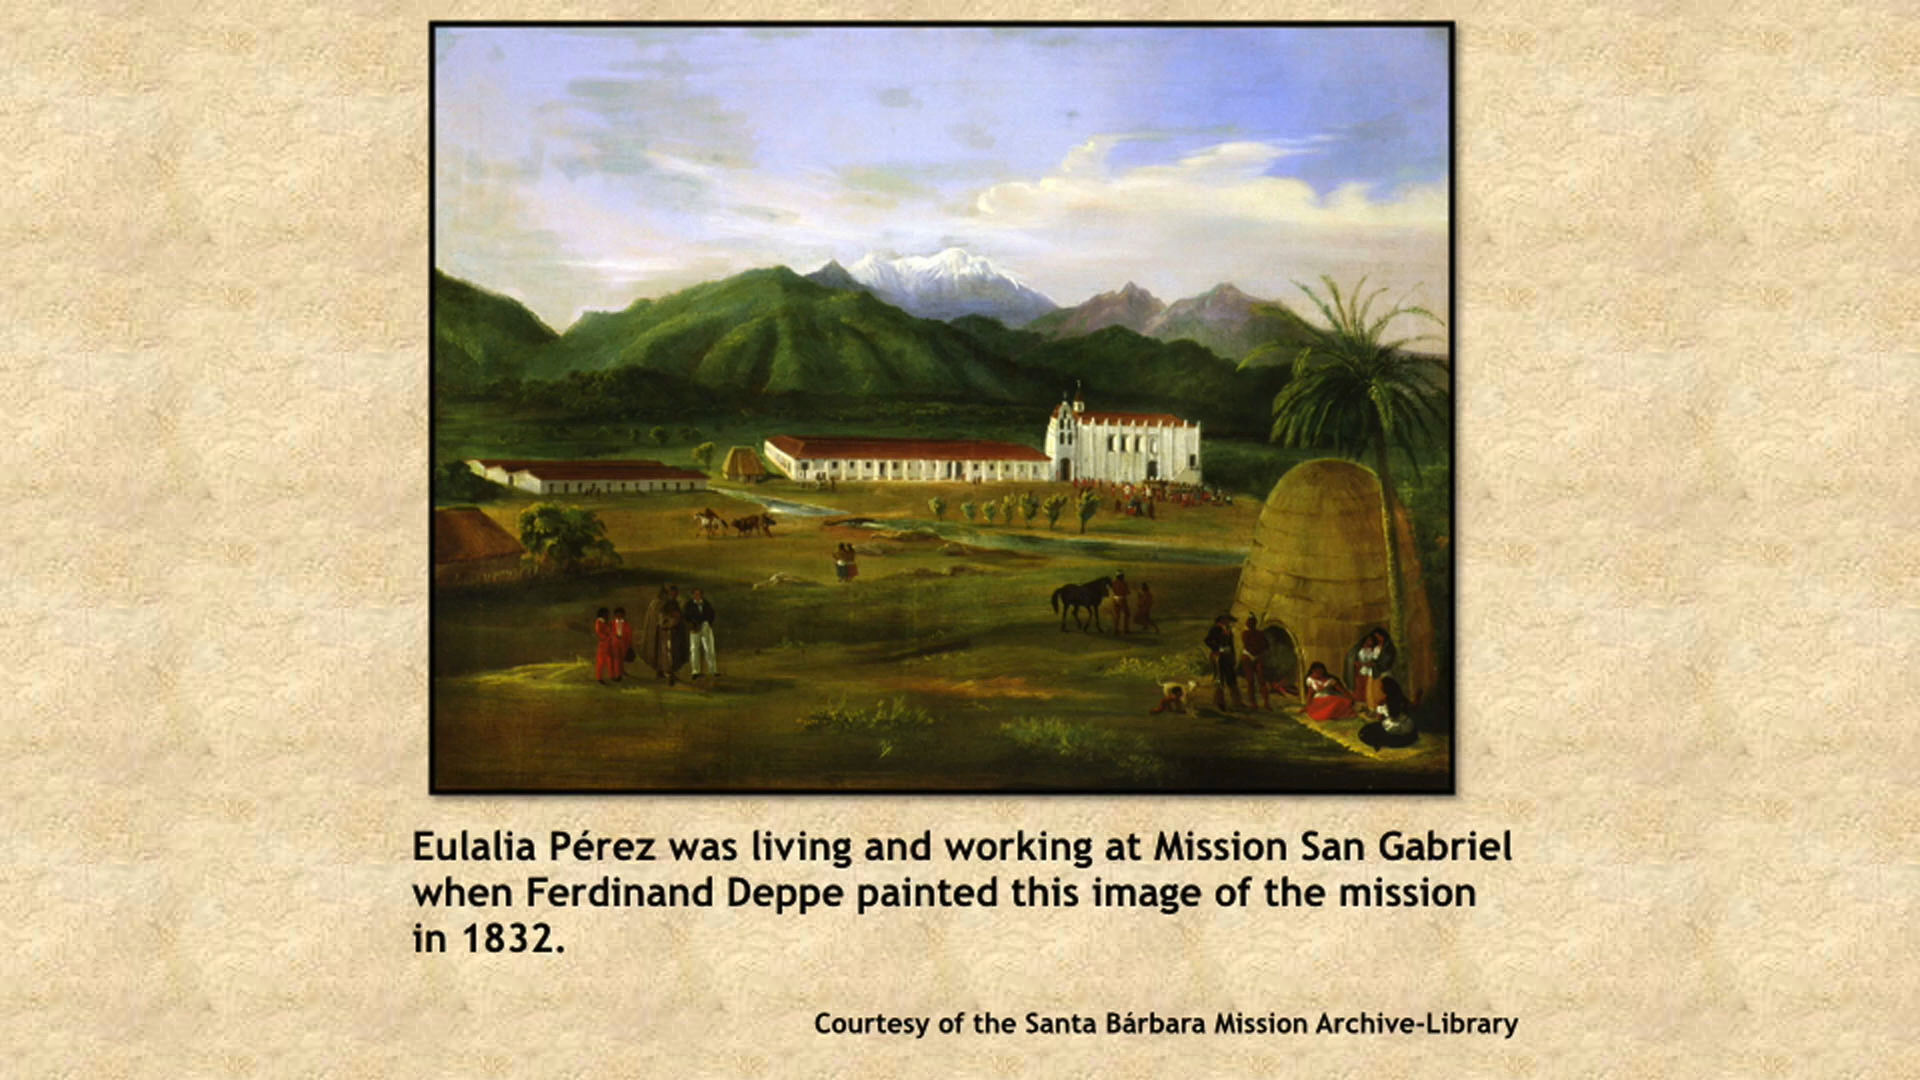 Eulalia Pérez was living and working at Mission San Gabriel
when Ferdinand Deppe painted this image of the mission
in 1832.
Courtesy of the Santa Bárbara Mission Archive-Library